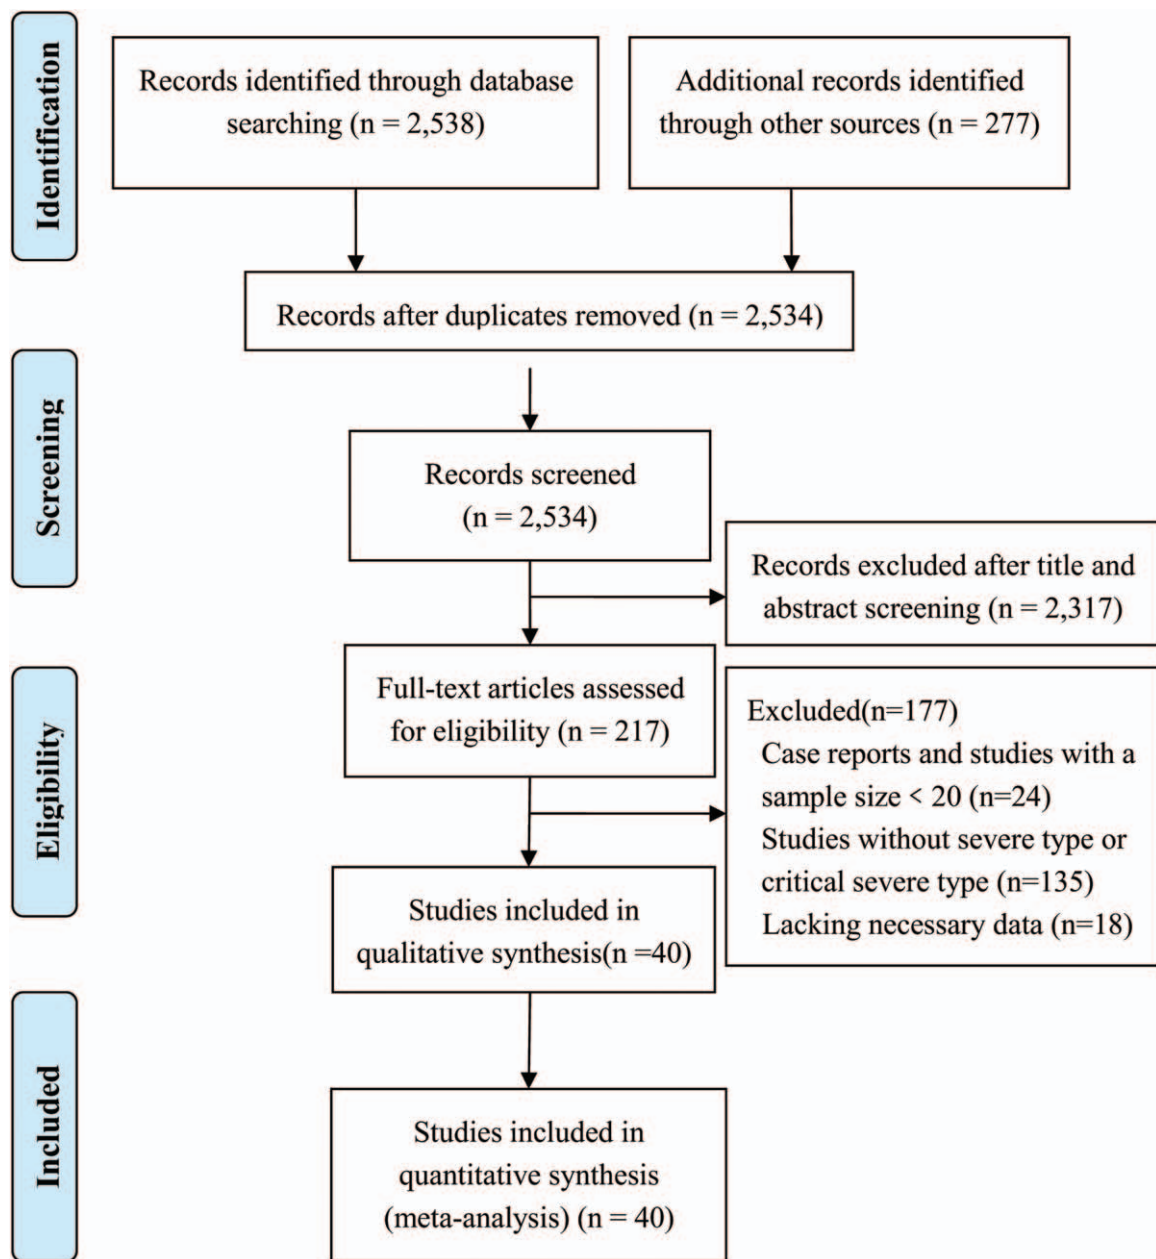 Identification
Records identified through database
searching (n = 2,538)
Additional records identified
through other sources (n = 277)
Records after duplicates removed (n = 2,534)
Screening
Records screened
(n = 2,534)
Records excluded after title and
abstract screening (n = 2,317)
Eligibility
Full-text articles assessed
for eligibility (n = 217)
Excluded(n=177)
Case reports and studies with a
sample size < 20 (n=24)
Studies without severe type or
critical severe type (n=135)
Lacking necessary data (n=18)
Studies included in
qualitative synthesis(n =40)
Included
Studies included in
quantitative synthesis
(meta-analysis) (n = 40)